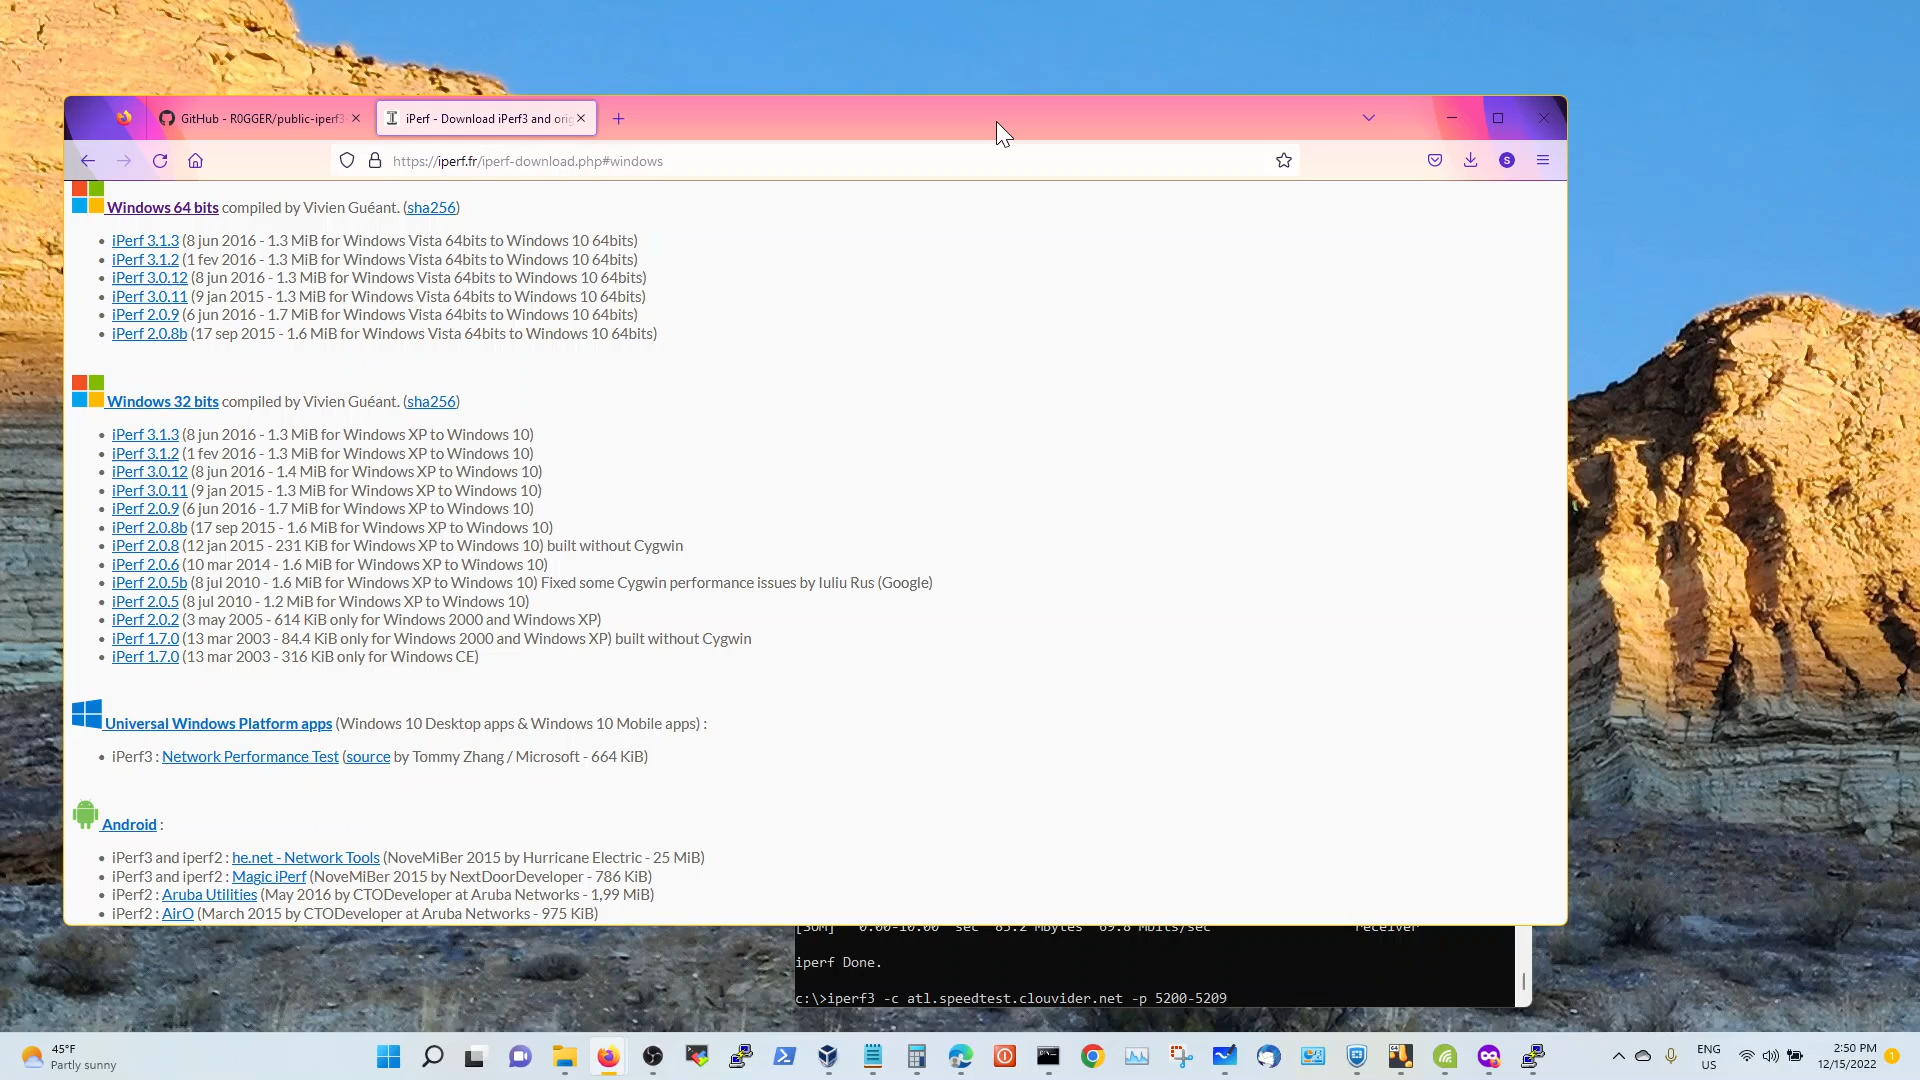 GitHub - R0GGER/public-iperf3-
iPerf - Download iPerf3 and orig
https://iperf.fr/iperf-download.php#windows
S
Windows 64 bits compiled by Vivien Guéant. (sha256)
iPerf 3.1.3 (8 jun 2016 - 1.3 MiB for Windows Vista 64bits to Windows 10 64bits)
iPerf 3.1.2 (1 fev 2016 - 1.3 MiB for Windows Vista 64bits to Windows 10 64bits)
iPerf 3.0.12 (8 jun 2016 - 1.3 MiB for Windows Vista 64bits to Windows 10 64bits)
iPerf 3.0.11 (9 jan 2015 - 1.3 MiB for Windows Vista 64bits to Windows 10 64bits)
iPerf 2.0.9 (6 jun 2016 - 1.7 MiB for Windows Vista 64bits to Windows 10 64bits)
iPerf 2.0.8b (17 sep 2015 - 1.6 MiB for Windows Vista 64bits to Windows 10 64bits)
Windows 32 bits compiled by Vivien Guéant. (sha256)
iPerf 3.1.3 (8 jun 2016 - 1.3 MiB for Windows XP to Windows 10)
iPerf 3.1.2 (1 fev 2016 - 1.3 MiB for Windows XP to Windows 10)
iPerf 3.0.12 (8 jun 2016 - 1.4 MiB for Windows XP to Windows 10)
iPerf 3.0.11 (9 jan 2015 - 1.3 MiB for Windows XP to Windows 10)
iPerf 2.0.9 (6 jun 2016 - 1.7 MiB for Windows XP to Windows 10)
iPerf 2.0.8b (17 sep 2015 - 1.6 MiB for Windows XP to Windows 10)
iPerf 2.0.8 (12 jan 2015 - 231 KiB for Windows XP to Windows 10) built without Cygwin
iPerf 2.0.6 (10 mar 2014 - 1.6 MiB for Windows XP to Windows 10)
iPerf 2.0.5b (8 jul 2010 - 1.6 MiB for Windows XP to Windows 10) Fixed some Cygwin performance issues by Iuliu Rus (Google)
iPerf 2.0.5 (8 jul 2010 - 1.2 MiB for Windows XP to Windows 10)
iPerf 2.0.2 (3 may 2005 - 614 KiB only for Windows 2000 and Windows XP)
iPerf 1.7.0 (13 mar 2003 - 84.4 KiB only for Windows 2000 and Windows XP) built without Cygwin
iPerf 1.7.0 (13 mar 2003 - 316 KiB only for Windows CE)
Universal Windows Platform apps (Windows 10 Desktop apps & Windows 10 Mobile apps) :
iPerf3 : Network Performance Test (source by Tommy Zhang / Microsoft - 664 KiB)
Android :
iPerf3 and iperf2 : he.net - Network Tools (NoveMiBer 2015 by Hurricane Electric - 25 MiB)
iPerf3 and iperf2 : Magic iPerf (NoveMiBer 2015 by NextDoorDeveloper - 786 KiB)
iPerf2 : Aruba Utilities (May 2016 by CTODeveloper at Aruba Networks - 1,99 MiB)
iPerf2 : AirO (March 2015 by CTODeveloper at Aruba Networks - 975 KiB)
[SUM] 0.00-10.00 sec 83.2 MBytes 69.8 Mbits/sec receiver
iperf Done.
c:\>iperf3 -c atl.speedtest.clouvider.net -p 5200-5209
45°F
Partly sunny
ENG
US
2:50 PM
12/15/2022
1